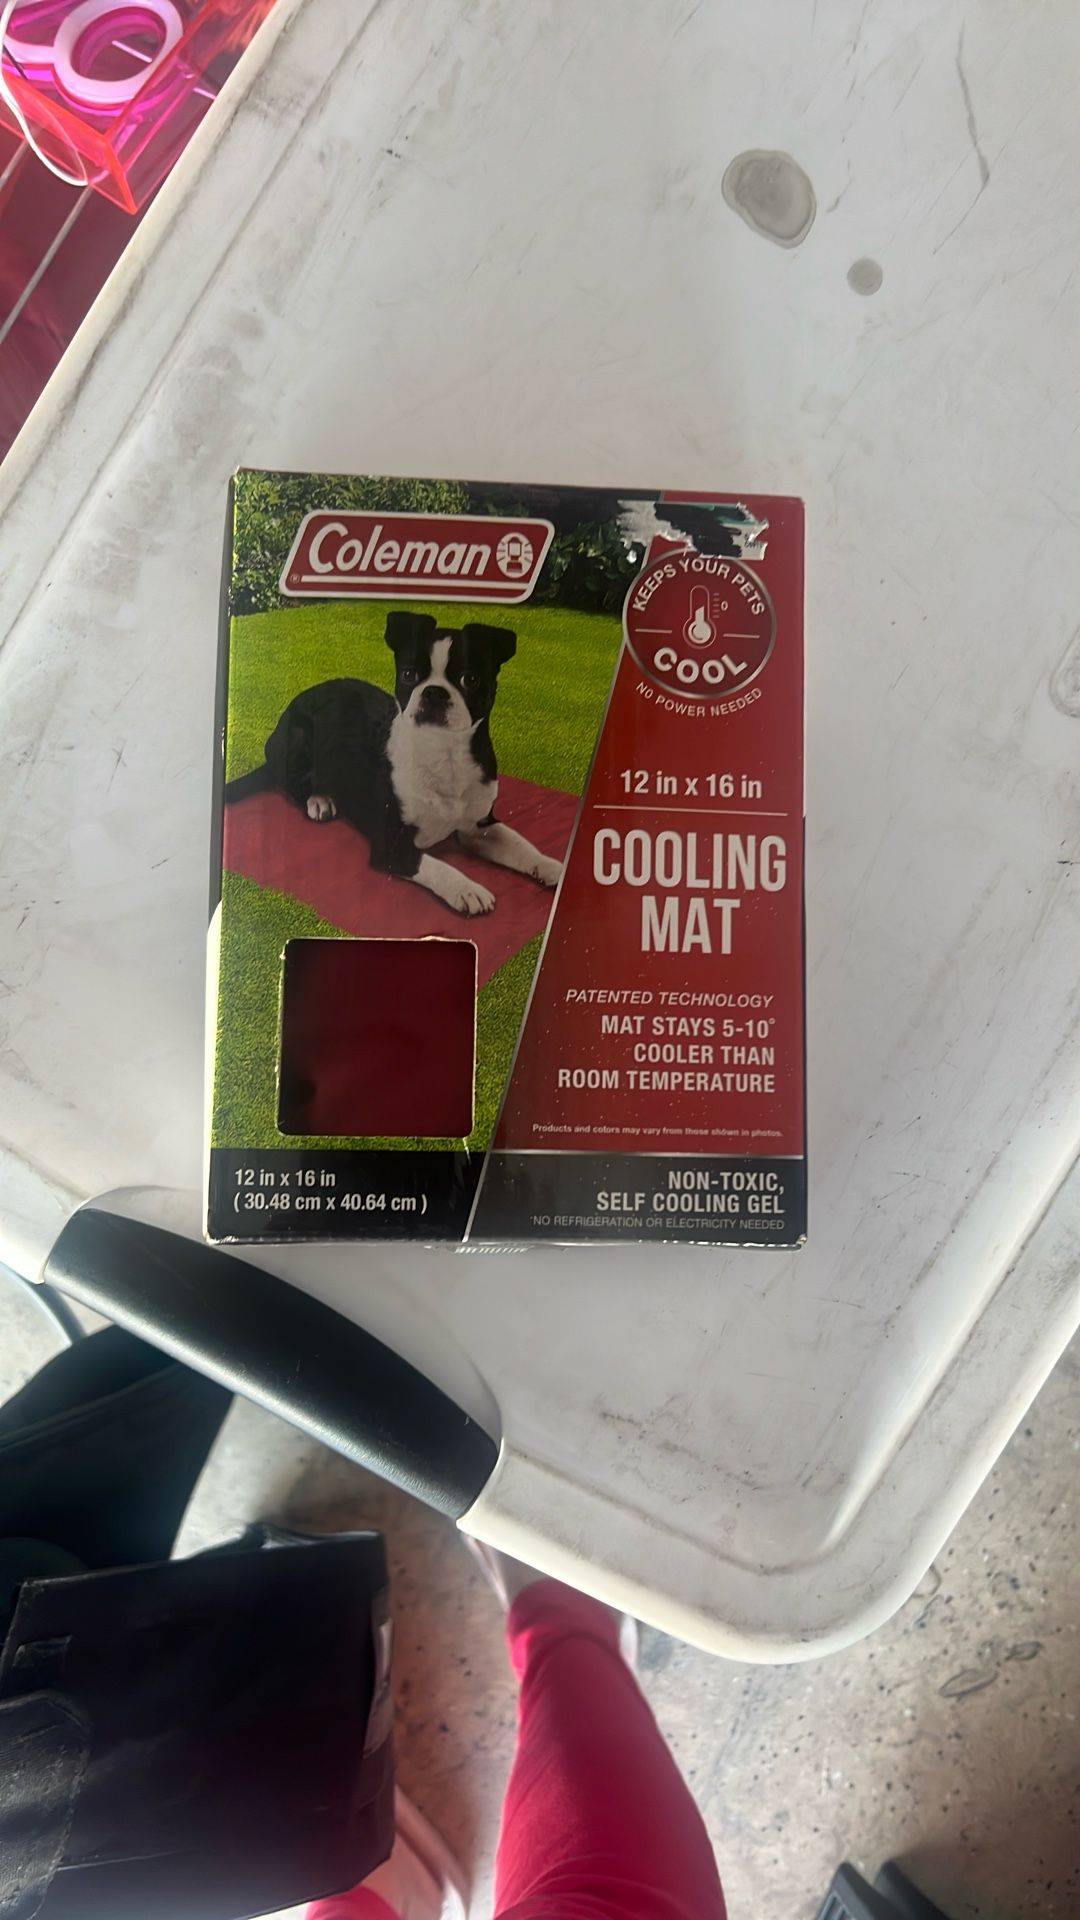 Coleman
KEEPS YOUR PETS
COOL
NO POWER NEEDED
12 in x 16 in
COOLING
MAT
PATENTED TECHNOLOGY
MAT STAYS 5-10°
COOLER THAN
ROOM TEMPERATURE
Products and colors may vary from those shown in photos.
12 in x 16 in
( 30.48 cm x 40.64 cm )
NON-TOXIC,
SELF COOLING GEL
*NO REFRIGERATION OR ELECTRICITY NEEDED